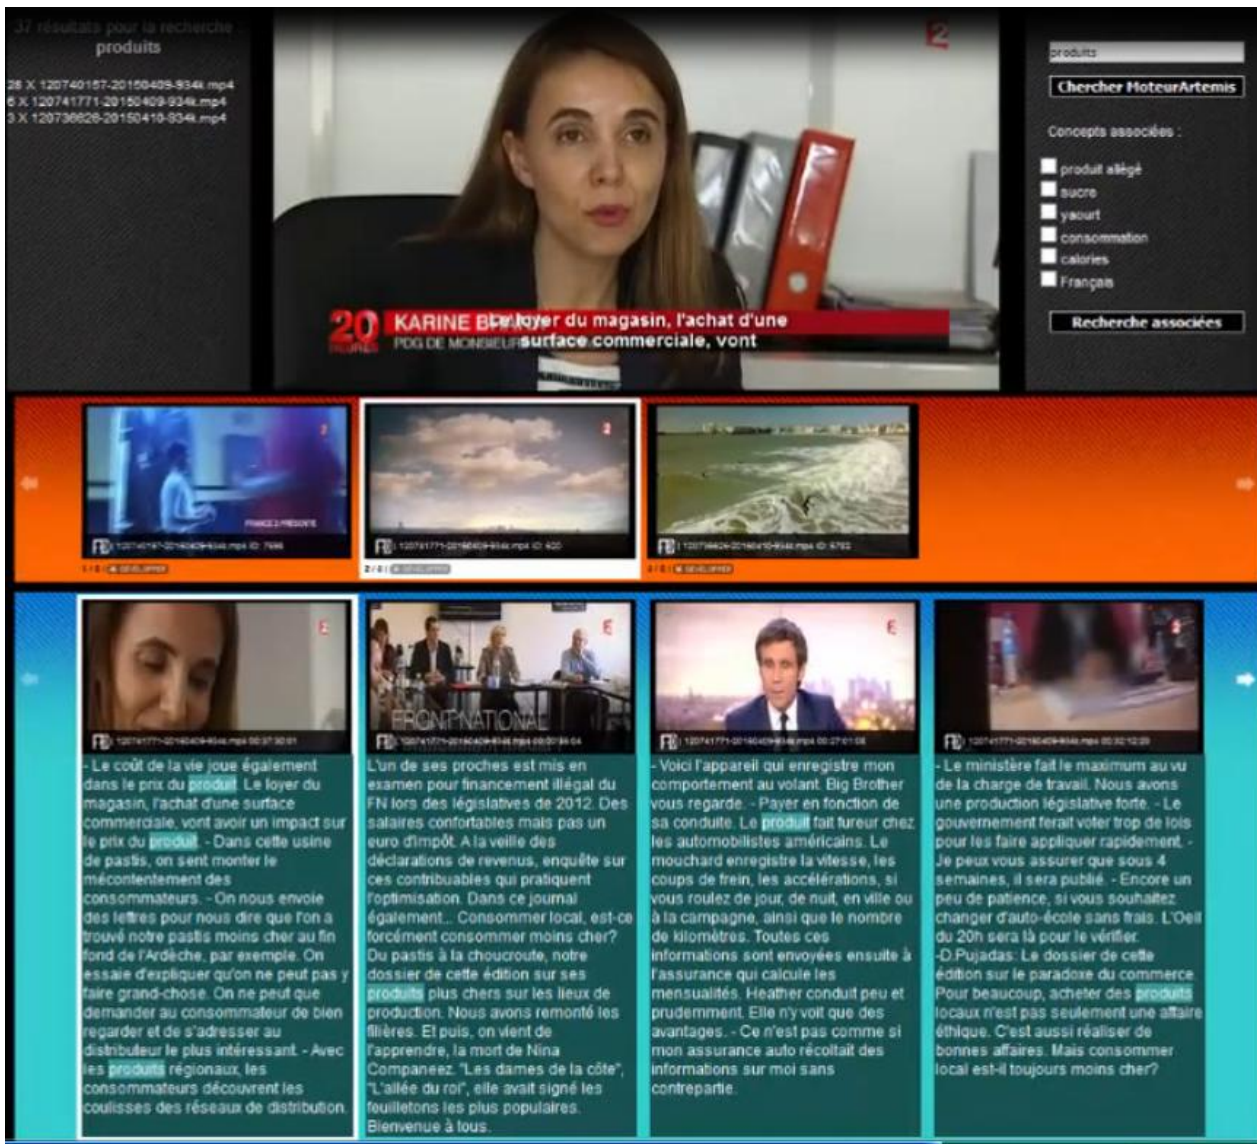 37 résultats pour la recherche :
produits
28 X 120740157-20150409-934k.mp4
6 X 120741771-20150409-934k.mp4
3 X 120736626-20150410-934k.mp4
2
20
HEURES
KARINE
PDG DE MONSIEUR
Le loyer du magasin, l'achat d'une
surface commerciale, vont
produits
Chercher MoteurArtemis
Concepts associées :
produit allégé
sucre
yaourt
consommation
calories
Français
Recherche associées
FRANCE 2 PRÉSENTE
2 / 6 | DÉVELOPPER
FRONT NATIONAL
- Le coût de la vie joue également
dans le prix du produit. Le loyer du
magasin, l'achat d'une surface
commerciale, vont avoir un impact sur
le prix du produit. - Dans cette usine
de pastis, on sent monter le
mécontentement des
consommateurs. - On nous envoie
des lettres pour nous dire que l'on a
trouvé notre pastis moins cher au fin
fond de l'Ardèche, par exemple. On
essaie d'expliquer qu'on ne peut pas y
faire grand-chose. On ne peut que
demander au consommateur de bien
regarder et de s'adresser au
distributeur le plus intéressant. - Avec
les produits régionaux, les
consommateurs découvrent les
coulisses des réseaux de distribution.
L'un de ses proches est mis en
examen pour financement illégal du
FN lors des législatives de 2012. Des
salaires confortables mais pas un
euro d'impôt. A la veille des
déclarations de revenus, enquête sur
ces contribuables qui pratiquent
l'optimisation. Dans ce journal
également... Consommer local, est-ce
forcément consommer moins cher?
Du pastis à la choucroute, notre
dossier de cette édition sur ses
produits plus chers sur les lieux de
production. Nous avons remonté les
filières. Et puis, on vient de
l'apprendre, la mort de Nina
Companeez. "Les dames de la côte",
"L'allée du roi", elle avait signé les
feuilletons les plus populaires.
Bienvenue à tous.
- Voici l'appareil qui enregistre mon
comportement au volant. Big Brother
vous regarde. - Payer en fonction de
sa conduite. Le produit fait fureur chez
les automobilistes américains. Le
mouchard enregistre la vitesse, les
coups de frein, les accélérations, si
vous roulez de jour, de nuit, en ville ou
à la campagne, ainsi que le nombre
de kilomètres. Toutes ces
informations sont envoyées ensuite à
l'assurance qui calcule les
mensualités. Heather conduit peu et
prudemment. Elle n'y voit que des
avantages. - Ce n'est pas comme si
mon assurance auto récoltait des
informations sur moi sans
contrepartie.
- Le ministère fait le maximum au vu
de la charge de travail. Nous avons
une production législative forte. - Le
gouvernement ferait voter trop de lois
pour les faire appliquer rapidement. -
Je peux vous assurer que sous 4
semaines, il sera publié. - Encore un
peu de patience, si vous souhaitez
changer d'auto-école sans frais. L'Oeil
du 20h sera là pour le vérifier.
-D.Pujadas: Le dossier de cette
édition sur le paradoxe du commerce.
Pour beaucoup, acheter des produits
locaux n'est pas seulement une affaire
éthique. C'est aussi réaliser de
bonnes affaires. Mais consommer
local est-il toujours moins cher?